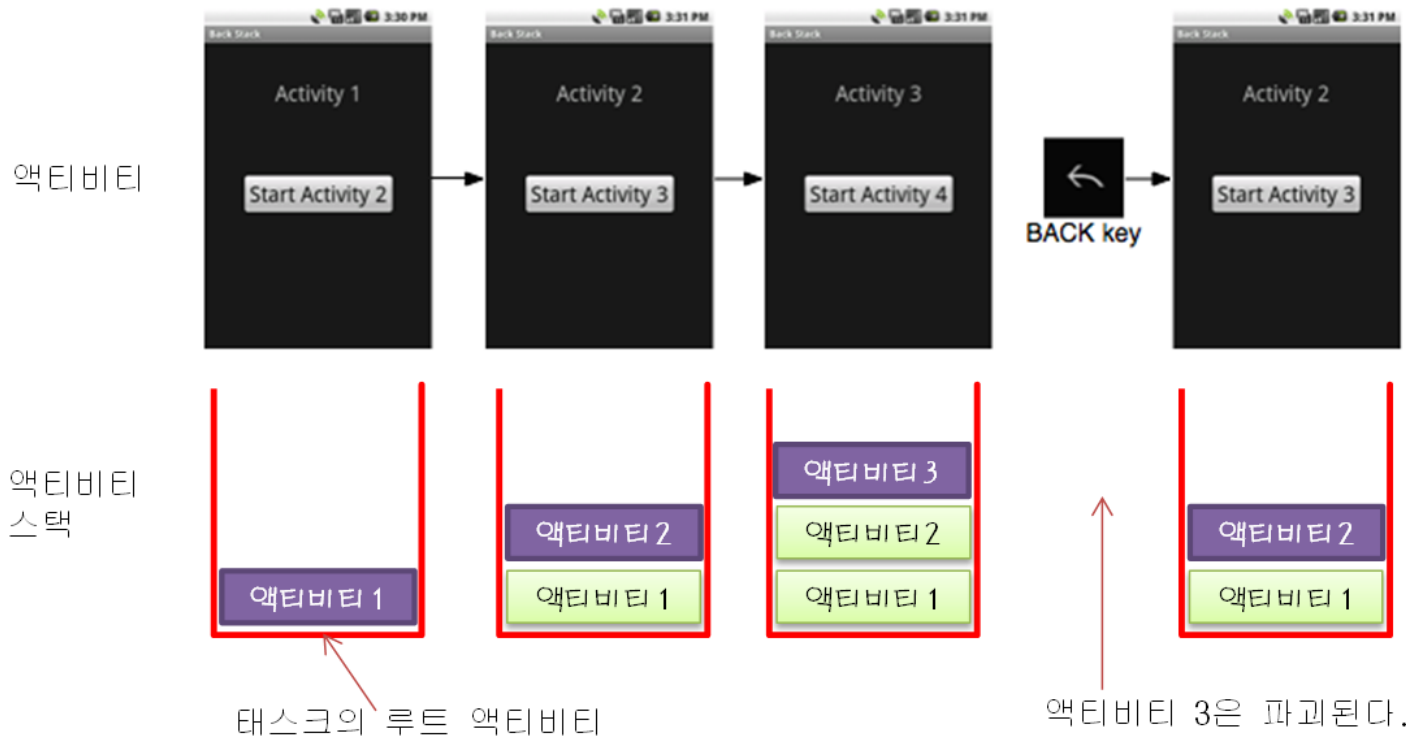 3:30 PM
Back Stack
Activity 1
Start Activity 2
3:31 PM
Back Stack
Activity 2
Start Activity 3
3:31 PM
Back Stack
Activity 3
Start Activity 4
BACK key
3:31 PM
Back Stack
Activity 2
Start Activity 3
액티비티
액티비티
스택
액티비티 1
액티비티 2
액티비티 1
액티비티 3
액티비티 2
액티비티 1
액티비티 2
액티비티 1
태스크의 루트 액티비티
액티비티 3은 파괴된다.